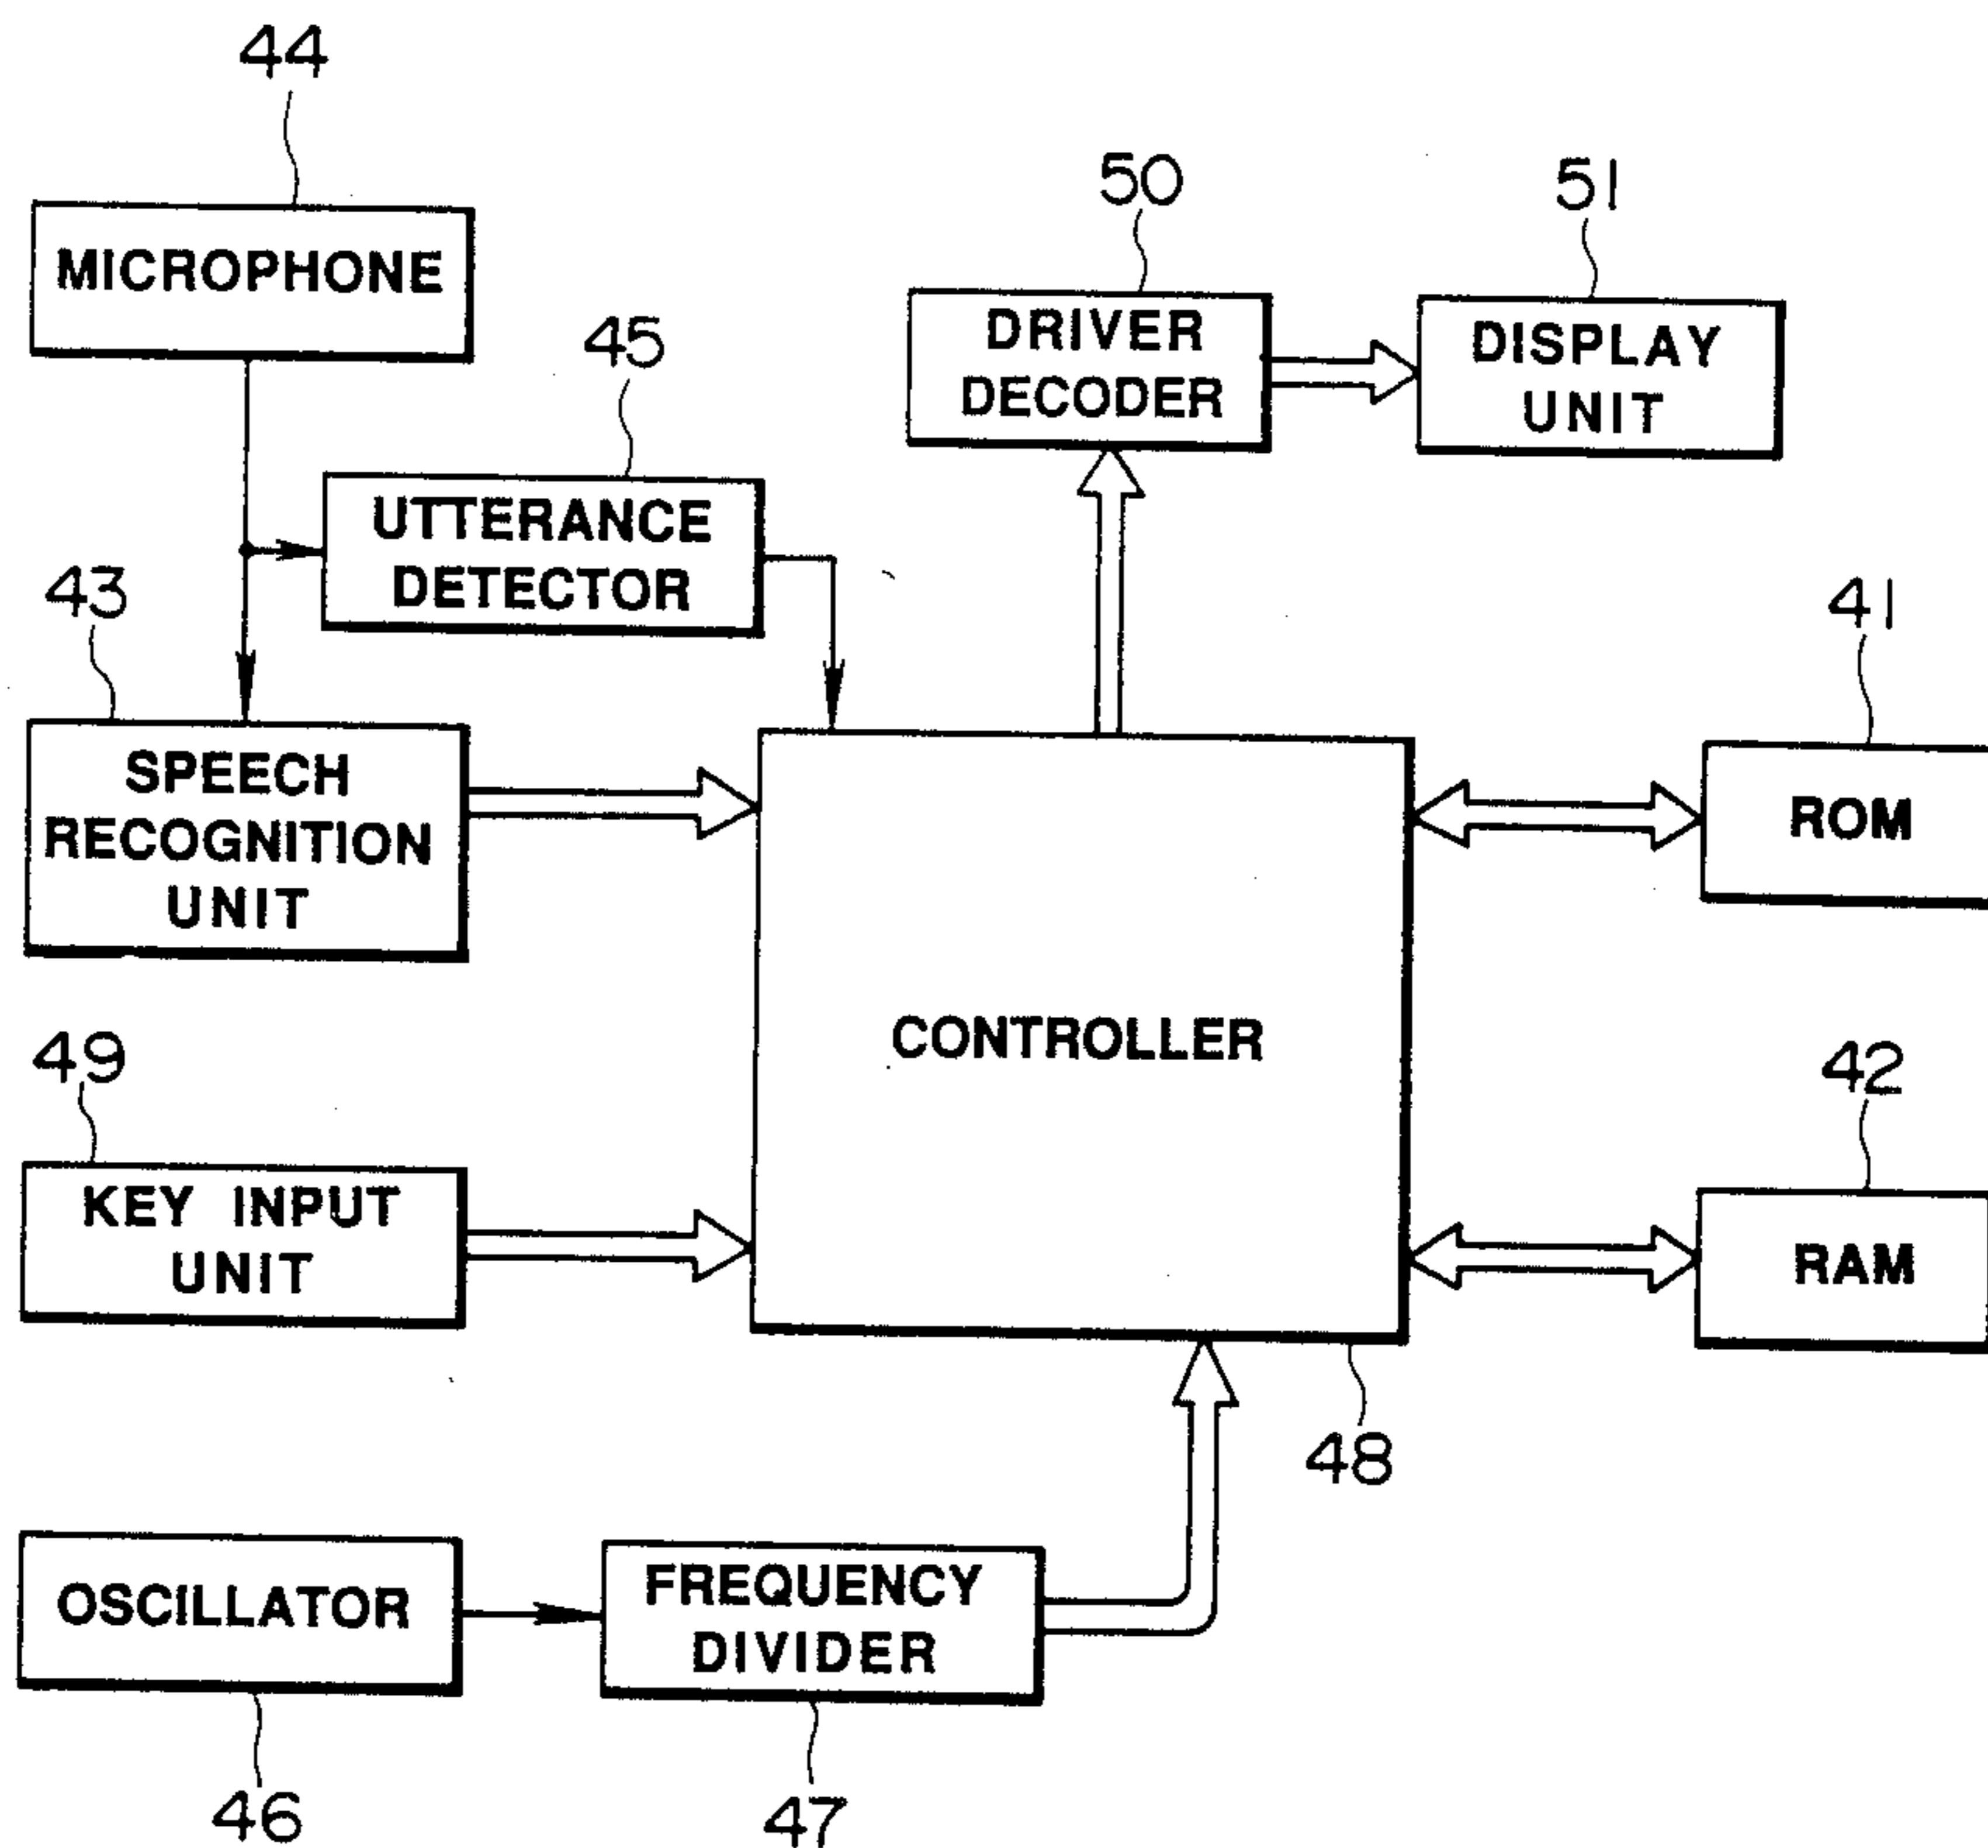 44
MICROPHONE
50
51
DRIVER
DECODER
DISPLAY
UNIT
45
UTTERANCE
DETECTOR
43
SPEECH
RECOGNITION
UNIT
41
ROM
CONTROLLER
49
KEY INPUT
UNIT
42
RAM
48
OSCILLATOR
FREQUENCY
DIVIDER
46
47